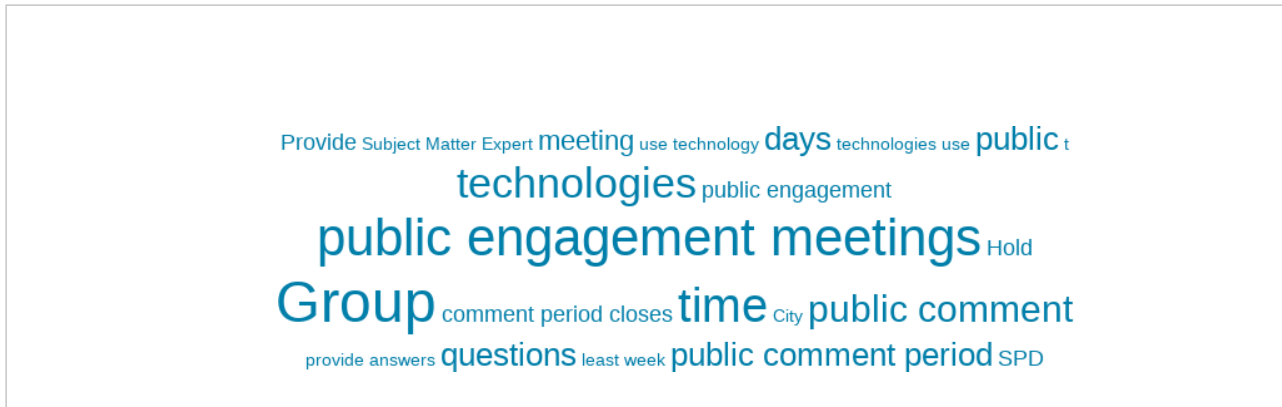 Provide Subject Matter Expert meeting use technology days technologies use public t
technologies public engagement
public engagement meetings Hold
Group comment period closes time City public comment
provide answers questions least week public comment period SPD